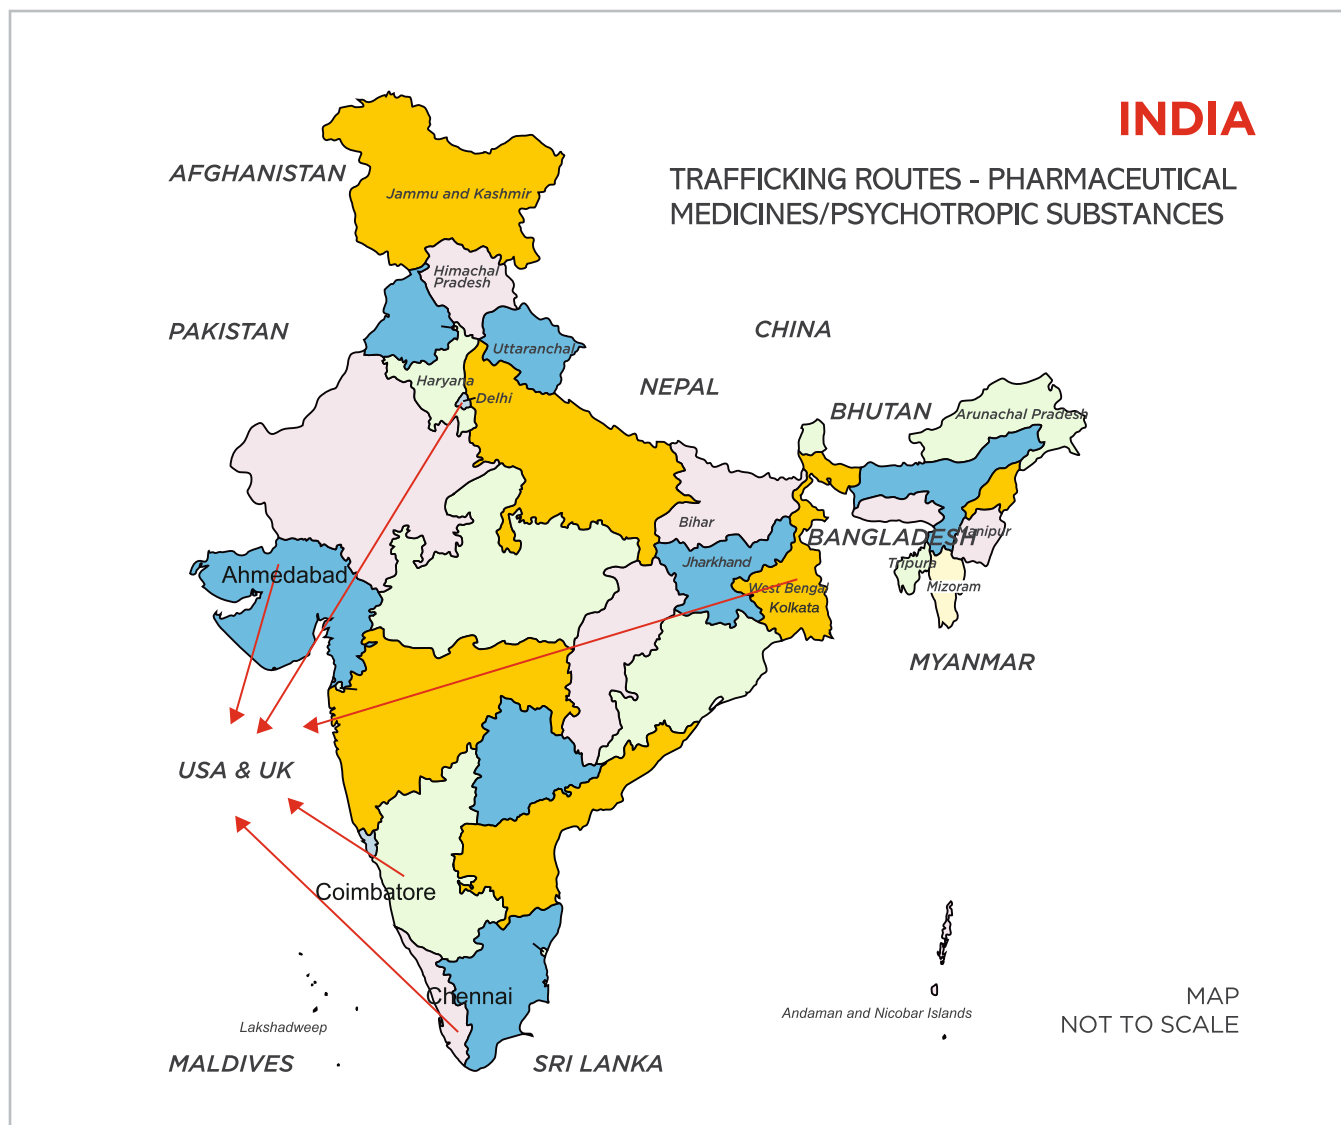 INDIA
TRAFFICKING ROUTES - PHARMACEUTICAL
MEDICINES/PSYCHOTROPIC SUBSTANCES
AFGHANISTAN
Jammu and Kashmir
Himachal
Pradesh
PAKISTAN
CHINA
Uttaranchal
Haryana
NEPAL
Delhi
BHUTAN
Arunachal Pradesh
Bihar
BANGLADESH
Manipur
Jharkhand
Tripura
Ahmedabad
West Bengal
Mizoram
Kolkata
MYANMAR
USA & UK
Coimbatore
Chennai
MAP
NOT TO SCALE
Andaman and Nicobar Islands
Lakshadweep
MALDIVES
SRI LANKA